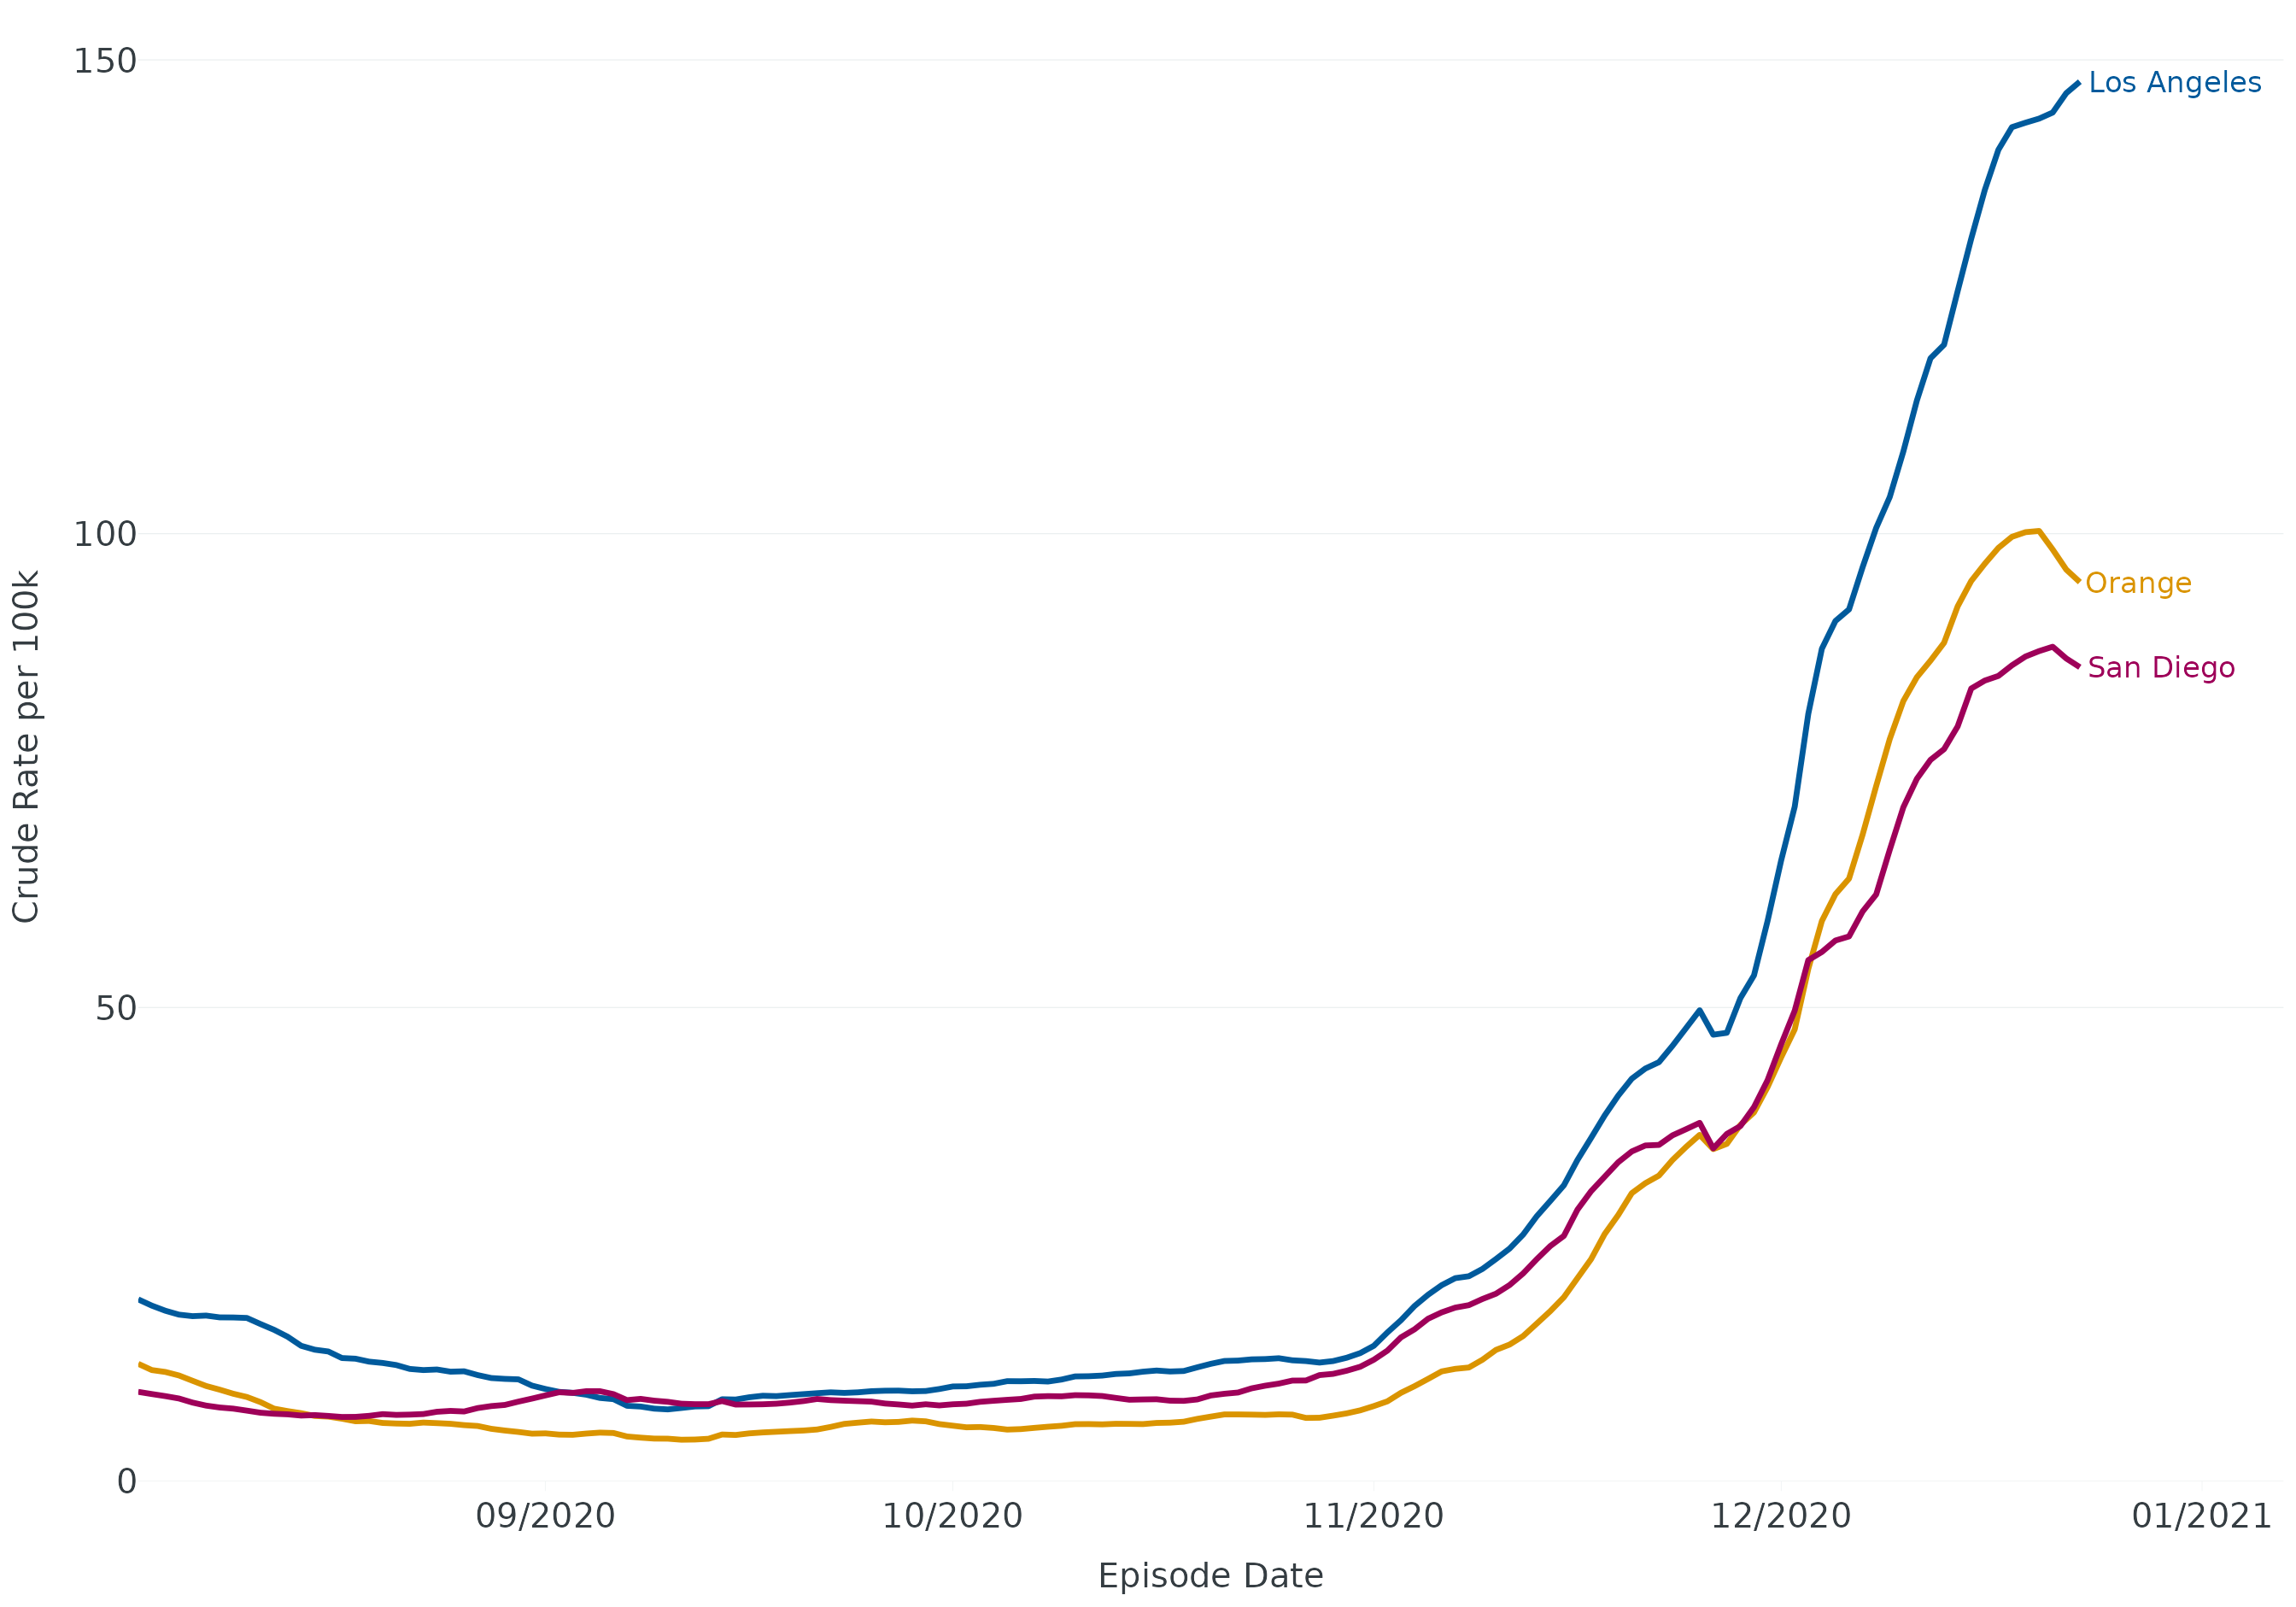 150
Los Angeles
100
Orange
San Diego
Crude Rate per 100k
50
0
09/2020
10/2020
11/2020
12/2020
01/2021
Episode Date